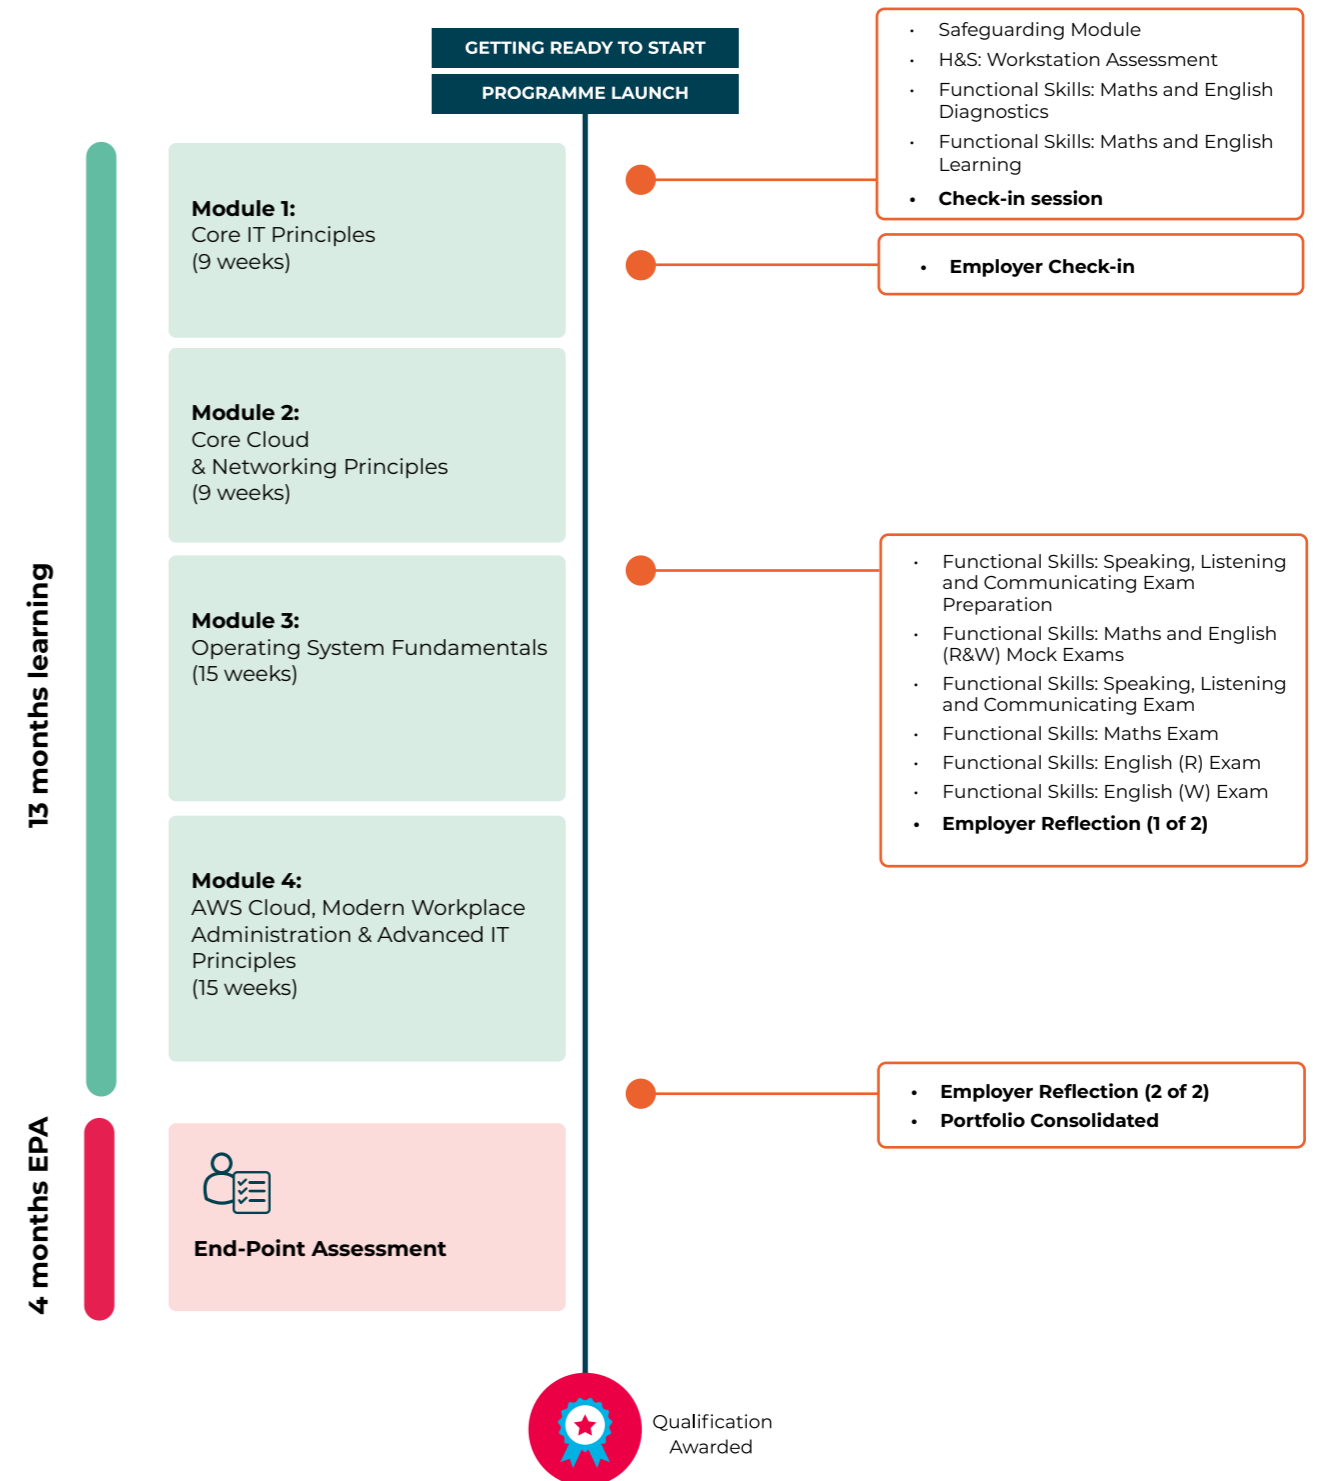 GETTING READY TO START
PROGRAMME LAUNCH
13 months learning
Module 1:
Core IT Principles
(9 weeks)
• Safeguarding Module
• H&S: Workstation Assessment
• Functional Skills: Maths and English
Diagnostics
• Functional Skills: Maths and English
Learning
• Check-in session
• Employer Check-in
Module 2:
Core Cloud
& Networking Principles
(9 weeks)
Module 3:
Operating System Fundamentals
(15 weeks)
• Functional Skills: Speaking, Listening
and Communicating Exam
Preparation
• Functional Skills: Maths and English
(R&W) Mock Exams
• Functional Skills: Speaking, Listening
and Communicating Exam
• Functional Skills: Maths Exam
• Functional Skills: English (R) Exam
• Functional Skills: English (W) Exam
• Employer Reflection (1 of 2)
Module 4:
AWS Cloud, Modern Workplace
Administration & Advanced IT
Principles
(15 weeks)
• Employer Reflection (2 of 2)
• Portfolio Consolidated
4 months EPA
End-Point Assessment
Qualification
Awarded